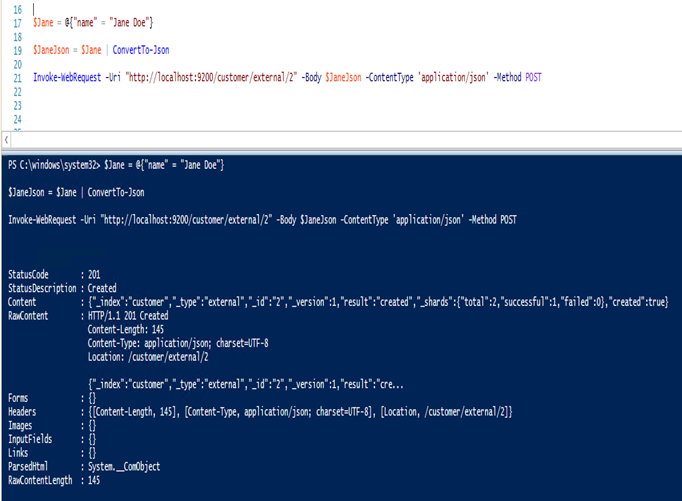 16
17 $Jane = @{"name" = "Jane Doe"}
18
19 $JaneJson = $Jane | ConvertTo-Json
20
21 Invoke-WebRequest -Uri "http://localhost:9200/customer/external/2" -Body $JaneJson -ContentType 'application/json' -Method POST
22
23
24
PS C:\windows\system32> $Jane = @{"name" = "Jane Doe"}
$JaneJson = $Jane | ConvertTo-Json
Invoke-WebRequest -Uri "http://localhost:9200/customer/external/2" -Body $JaneJson -ContentType 'application/json' -Method POST
StatusCode : 201
StatusDescription : Created
Content : {"_index":"customer","_type":"external","_id":"2","_version":1,"result":"created","_shards":{"total":2,"successful":1,"failed":0},"created":true}
RawContent : HTTP/1.1 201 Created
Content-Length: 145
Content-Type: application/json; charset=UTF-8
Location: /customer/external/2
{"_index":"customer","_type":"external","_id":"2","_version":1,"result":"cre...
Forms : {}
Headers : {[Content-Length, 145], [Content-Type, application/json; charset=UTF-8], [Location, /customer/external/2]}
Images : {}
InputFields : {}
Links : {}
ParsedHtml : System.__ComObject
RawContentLength : 145